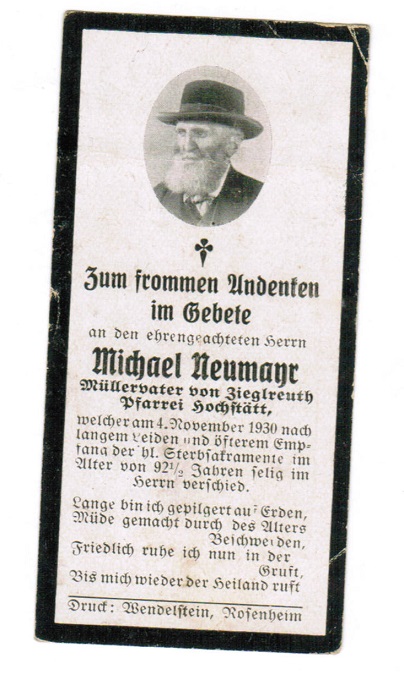 Zum frommen Andenken
im Gebete
an den ehrengeachteten Herrn
Michael Neumayr
Müllervater von Zieglreuth
Pfarrei Hochstätt,
welcher am 4. November 1930 nach
langem Leiden und öfterem Emp-
fang der hl. Sterbsakramente im
Alter von 92½ Jahren selig im
Herrn verschied.
Lange bin ich gepilgert auf Erden,
Müde gemacht durch des Alters
Beschwerden,
Friedlich ruhe ich nun in der
Gruft,
Bis mich wieder der Heiland ruft
Druck: Wendelstein, Rosenheim